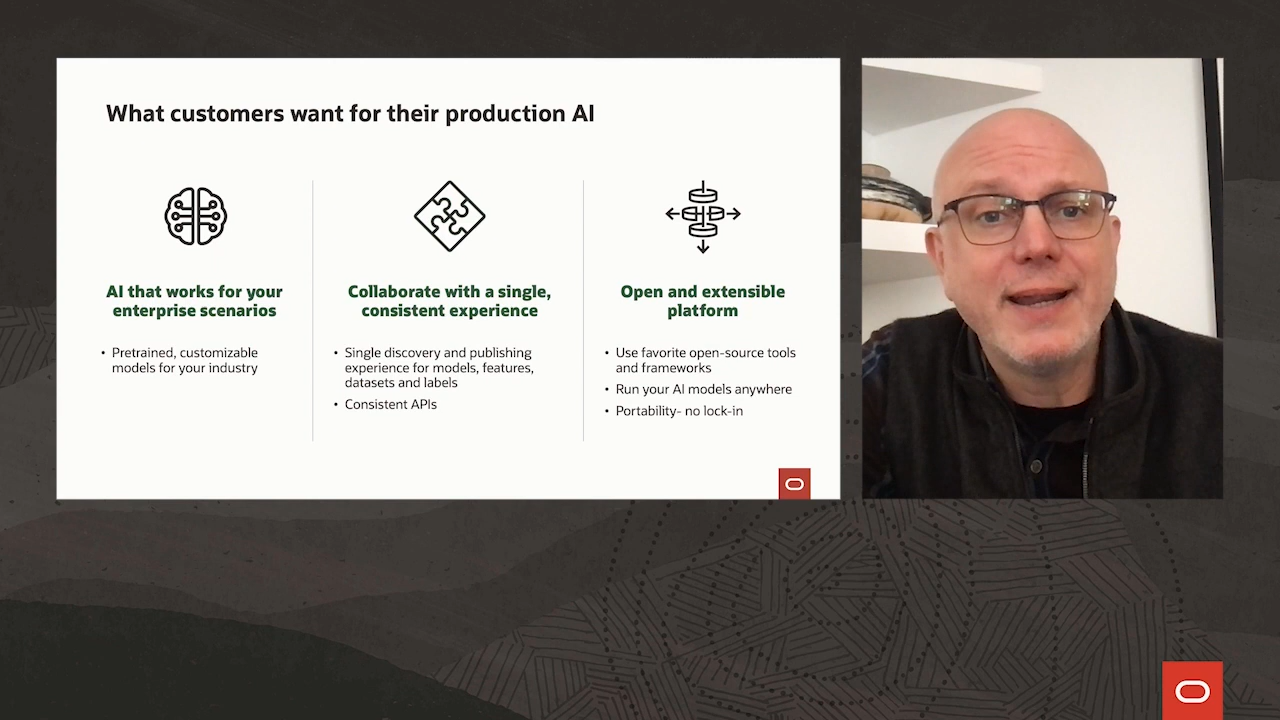 What customers want for their production AI
AI that works for your
enterprise scenarios
• Pretrained, customizable
models for your industry
Collaborate with a single,
consistent experience
• Single discovery and publishing
experience for models, features,
datasets and labels
• Consistent APIs
Open and extensible
platform
• Use favorite open-source tools
and frameworks
• Run your AI models anywhere
• Portability- no lock-in